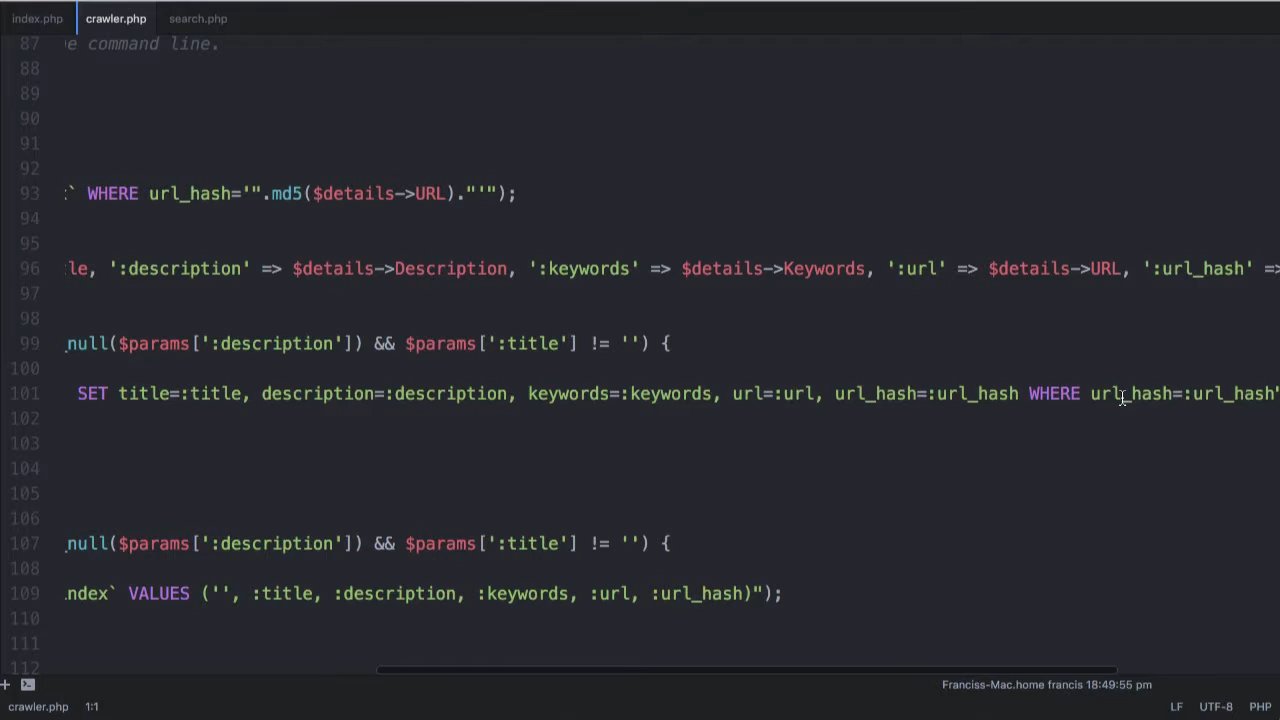 index.php crawler.php search.php
87 e command line.
88
89
90
91
92
93 ` WHERE url_hash='".md5($details->URL)."'");
94
95
96 le, ':description' => $details->Description, ':keywords' => $details->Keywords, ':url' => $details->URL, ':url_hash' =>
97
98
99 _null($params[':description']) && $params[':title'] != '') {
100
101 SET title=:title, description=:description, keywords=:keywords, url=:url, url_hash=:url_hash WHERE url_hash=:url_hash"
102
103
104
105
106
107 _null($params[':description']) && $params[':title'] != '') {
108
109 ndex` VALUES ('', :title, :description, :keywords, :url, :url_hash)");
110
111
112
+ Franciss-Mac.home francis 18:49:55 pm
crawler.php 1:1 LF UTF-8 PHP